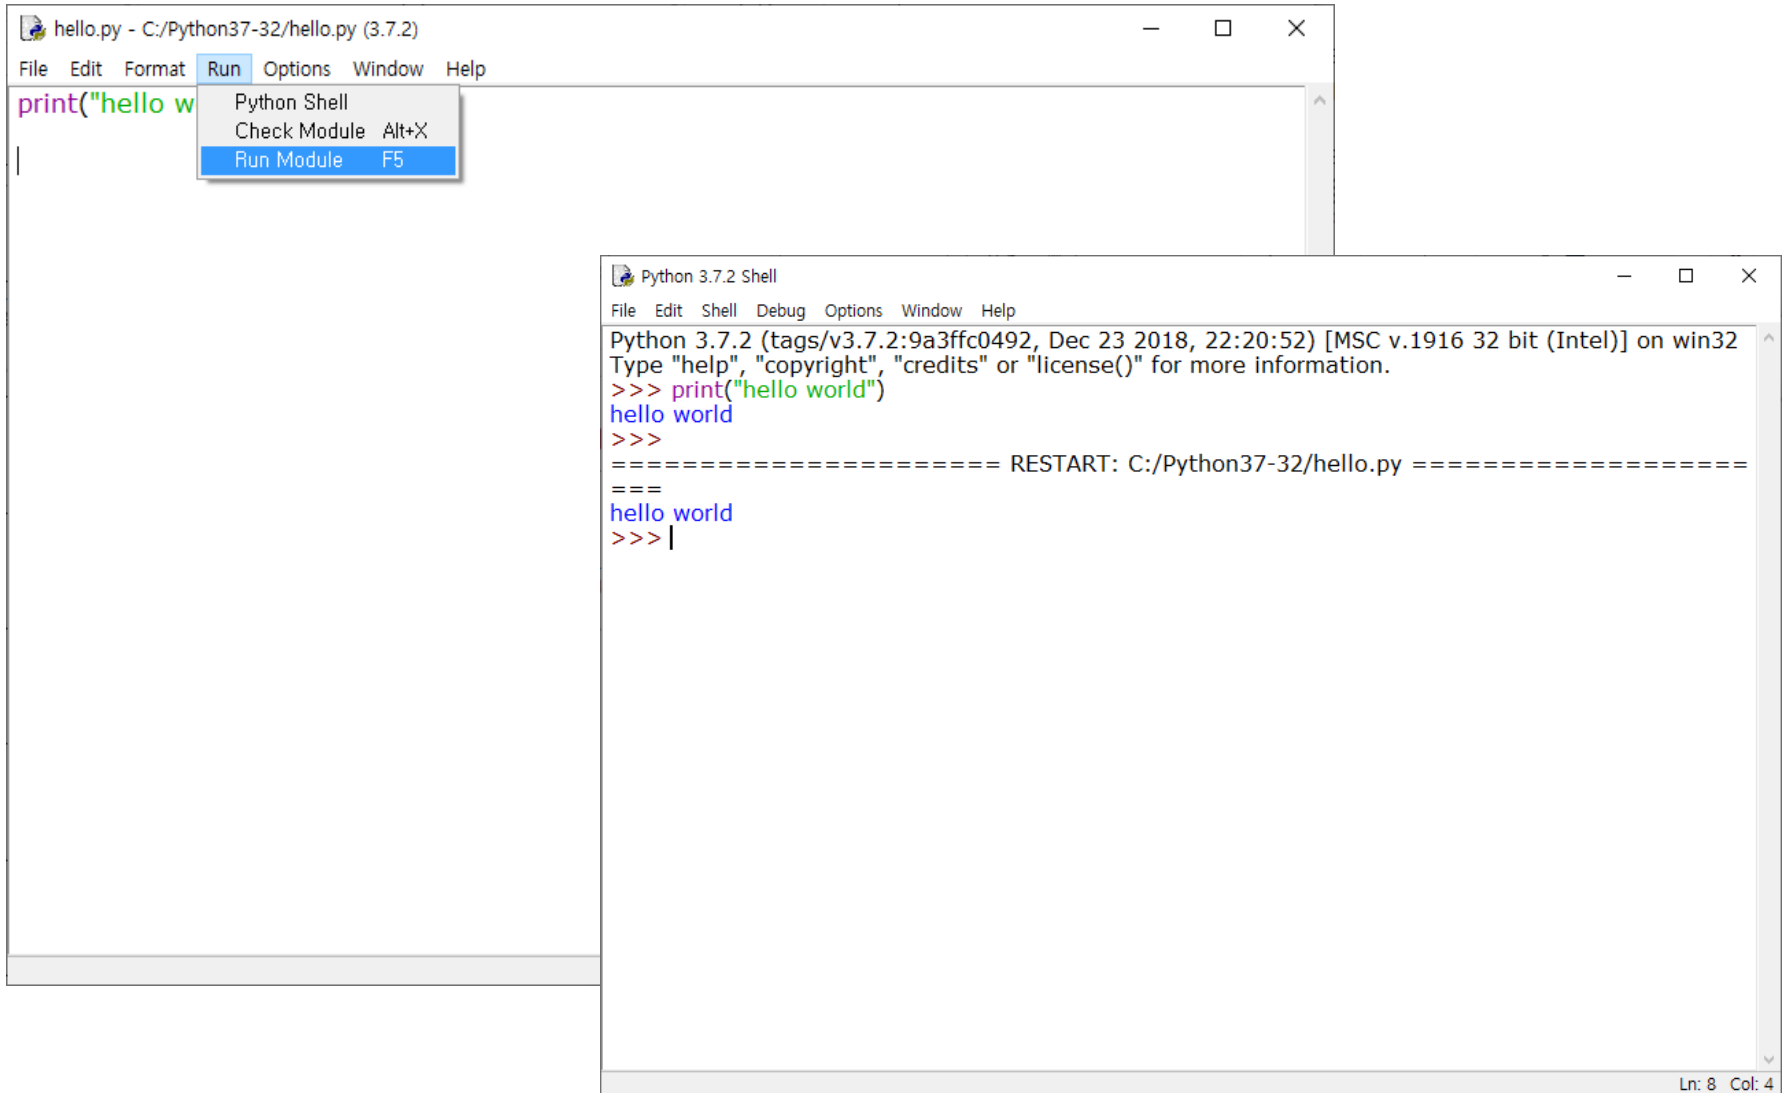 hello.py - C:/Python37-32/hello.py (3.7.2)
File Edit Format Run Options Window Help
print("hello w
Python Shell
Check Module Alt+X
Run Module F5
Python 3.7.2 Shell
File Edit Shell Debug Options Window Help
Python 3.7.2 (tags/v3.7.2:9a3ffc0492, Dec 23 2018, 22:20:52) [MSC v.1916 32 bit (Intel)] on win32
Type "help", "copyright", "credits" or "license()" for more information.
>>> print("hello world")
hello world
>>>
====================== RESTART: C:/Python37-32/hello.py ===================
===
hello world
>>>
Ln: 8 Col: 4